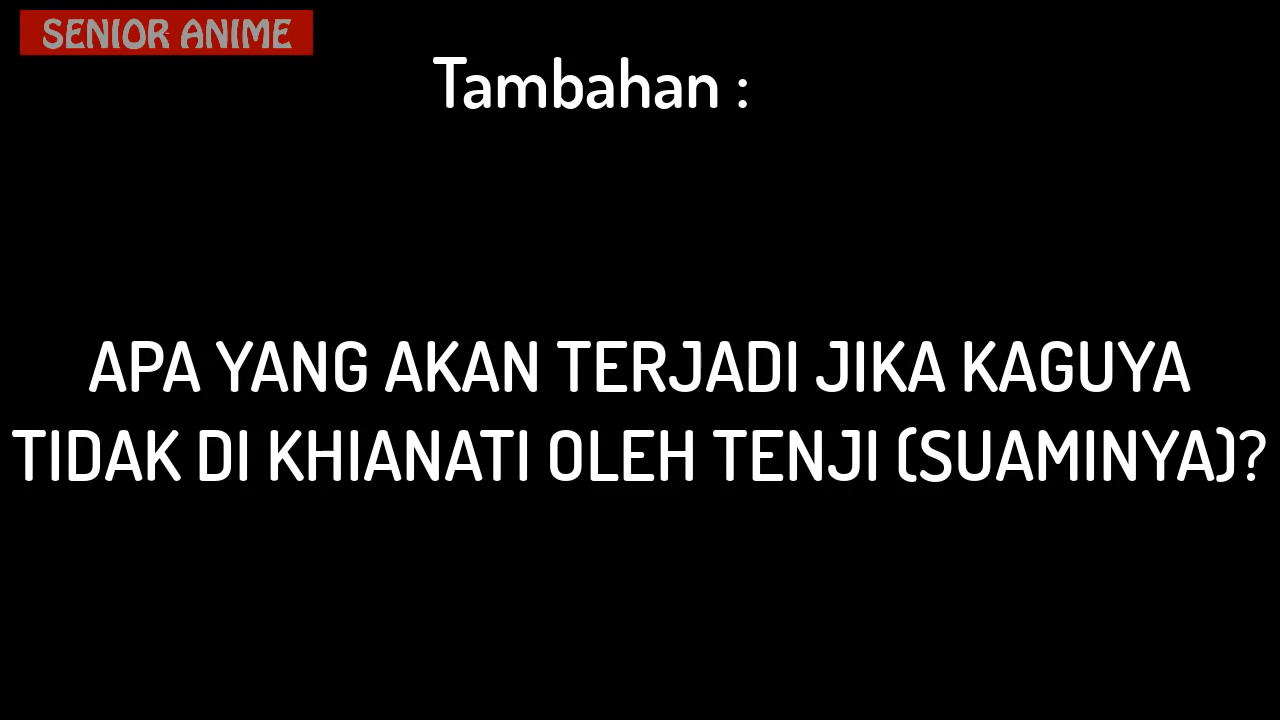 SENIOR ANIME
Tambahan :
APA YANG AKAN TERJADI JIKA KAGUYA
TIDAK DI KHIANATI OLEH TENJI (SUAMINYA)?